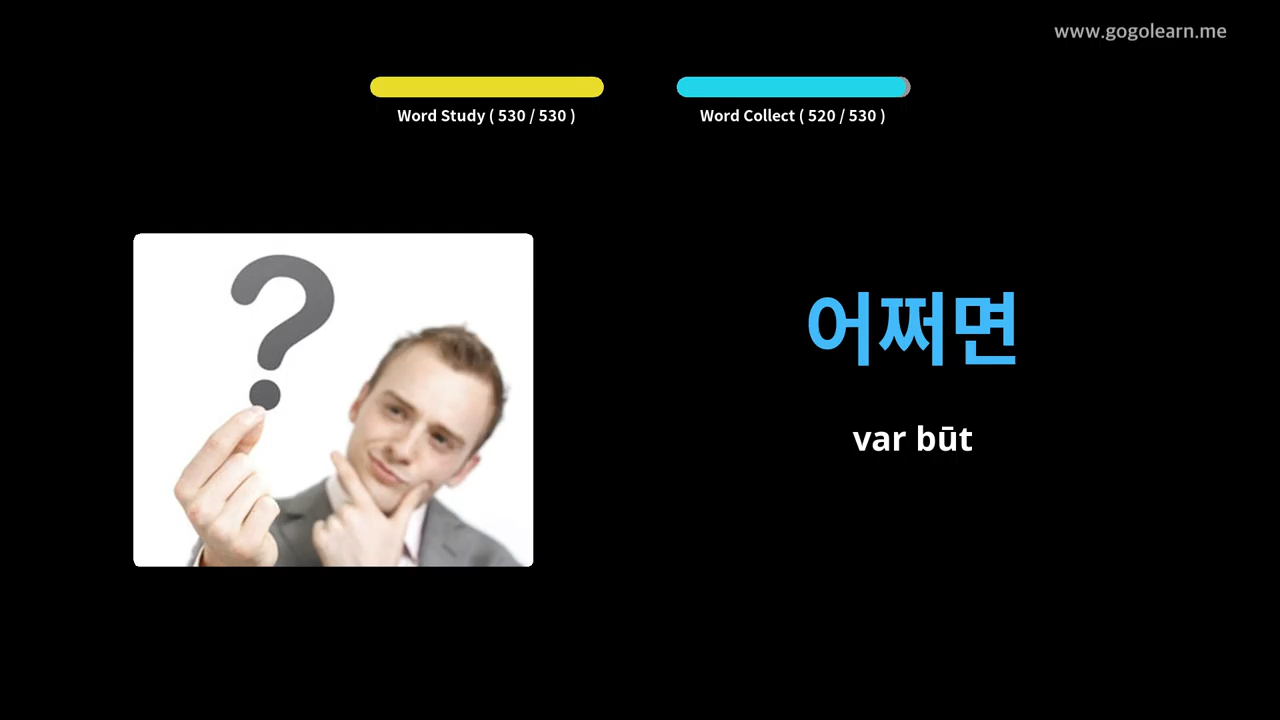 www.gogolearn.me
Word Study ( 530 / 530 )
Word Collect ( 520 / 530 )
?
어쩌면
var būt